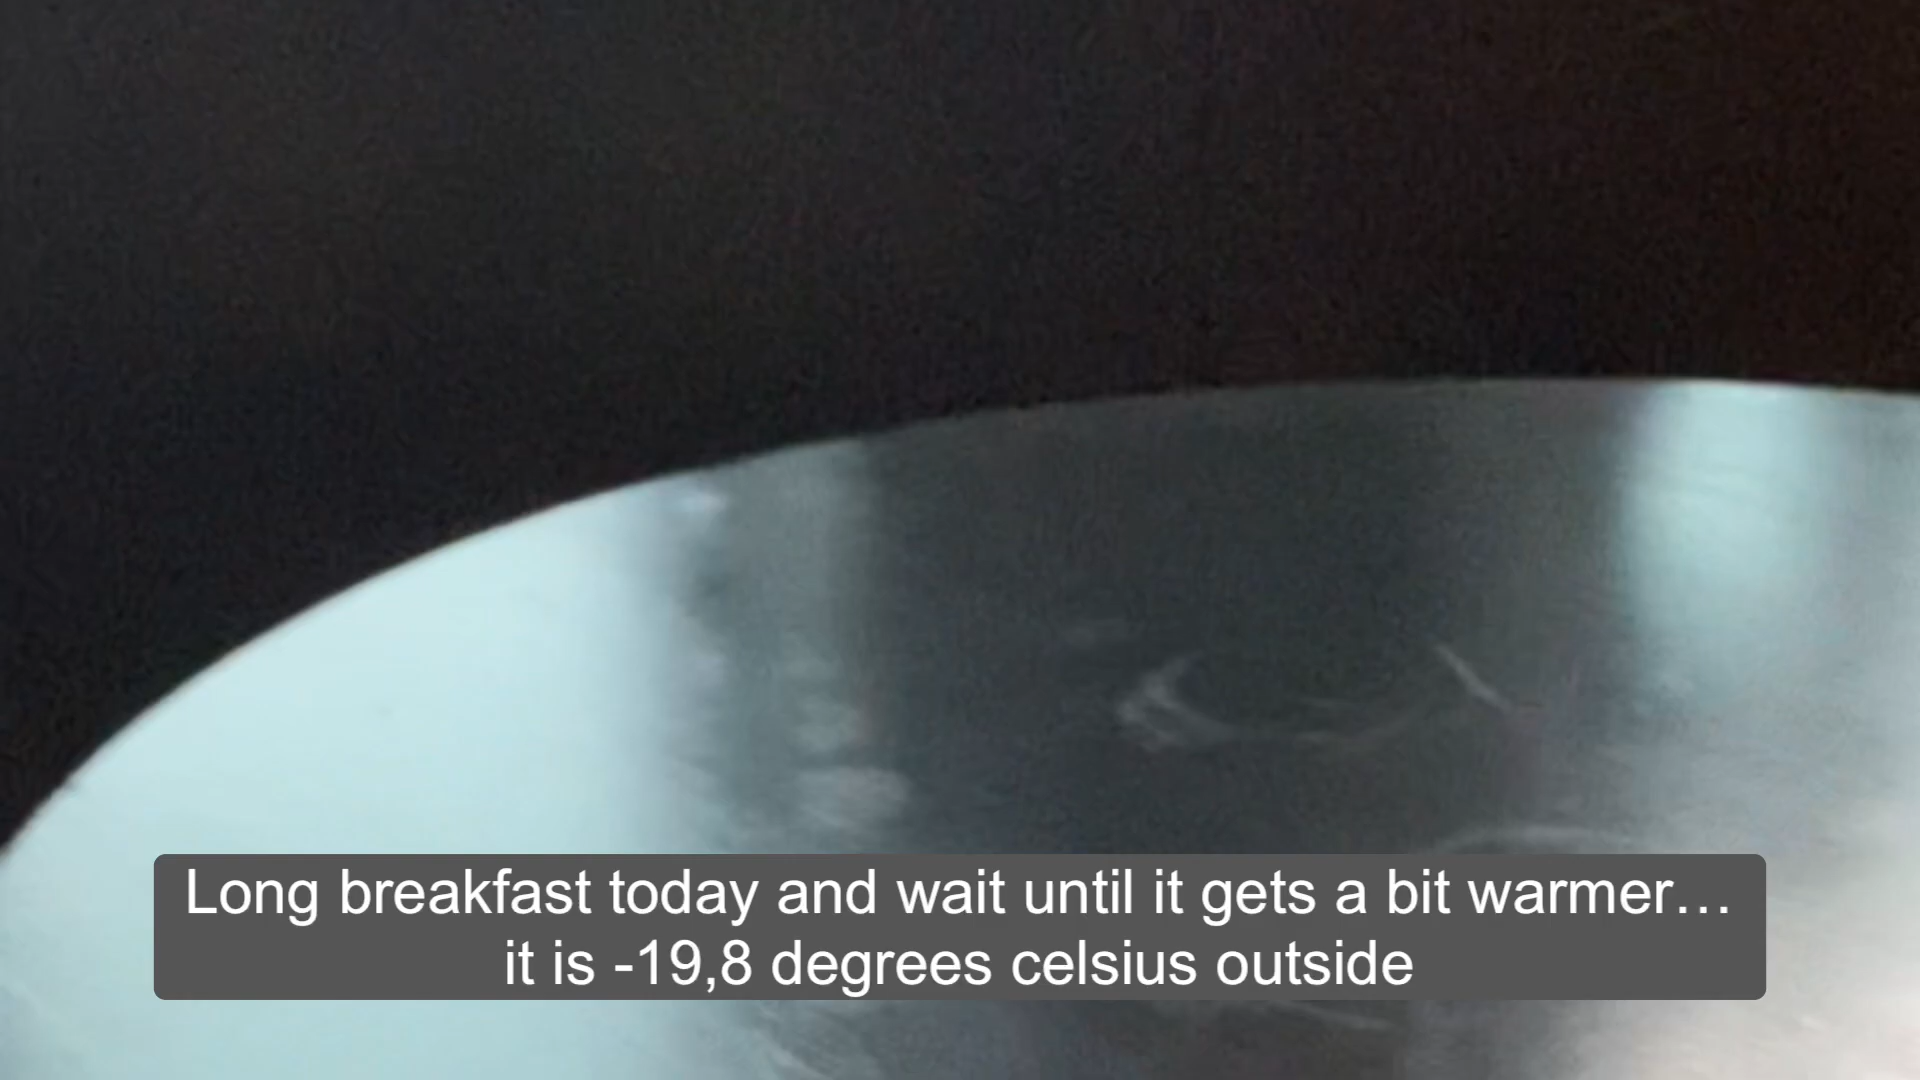 Long breakfast today and wait until it gets a bit warmer…
it is -19,8 degrees celsius outside